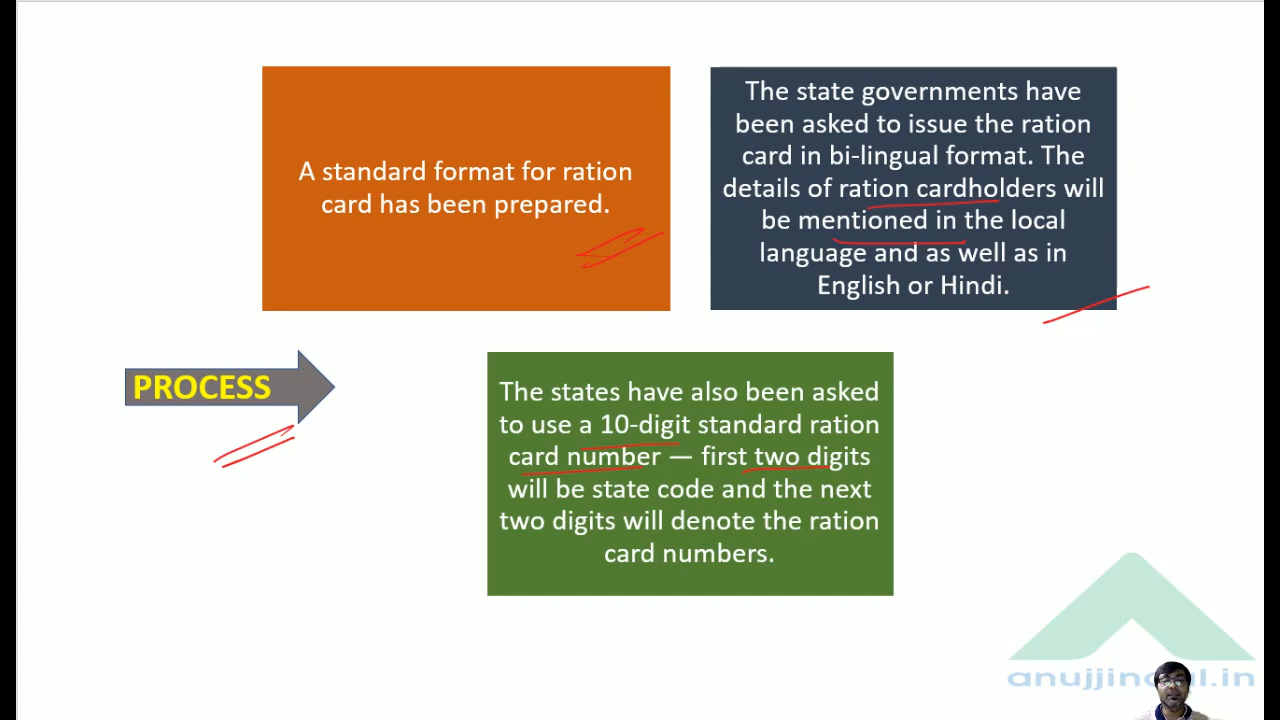 A standard format for ration
card has been prepared.
The state governments have
been asked to issue the ration
card in bi-lingual format. The
details of ration cardholders will
be mentioned in the local
language and as well as in
English or Hindi.
PROCESS
The states have also been asked
to use a 10-digit standard ration
card number — first two digits
will be state code and the next
two digits will denote the ration
card numbers.